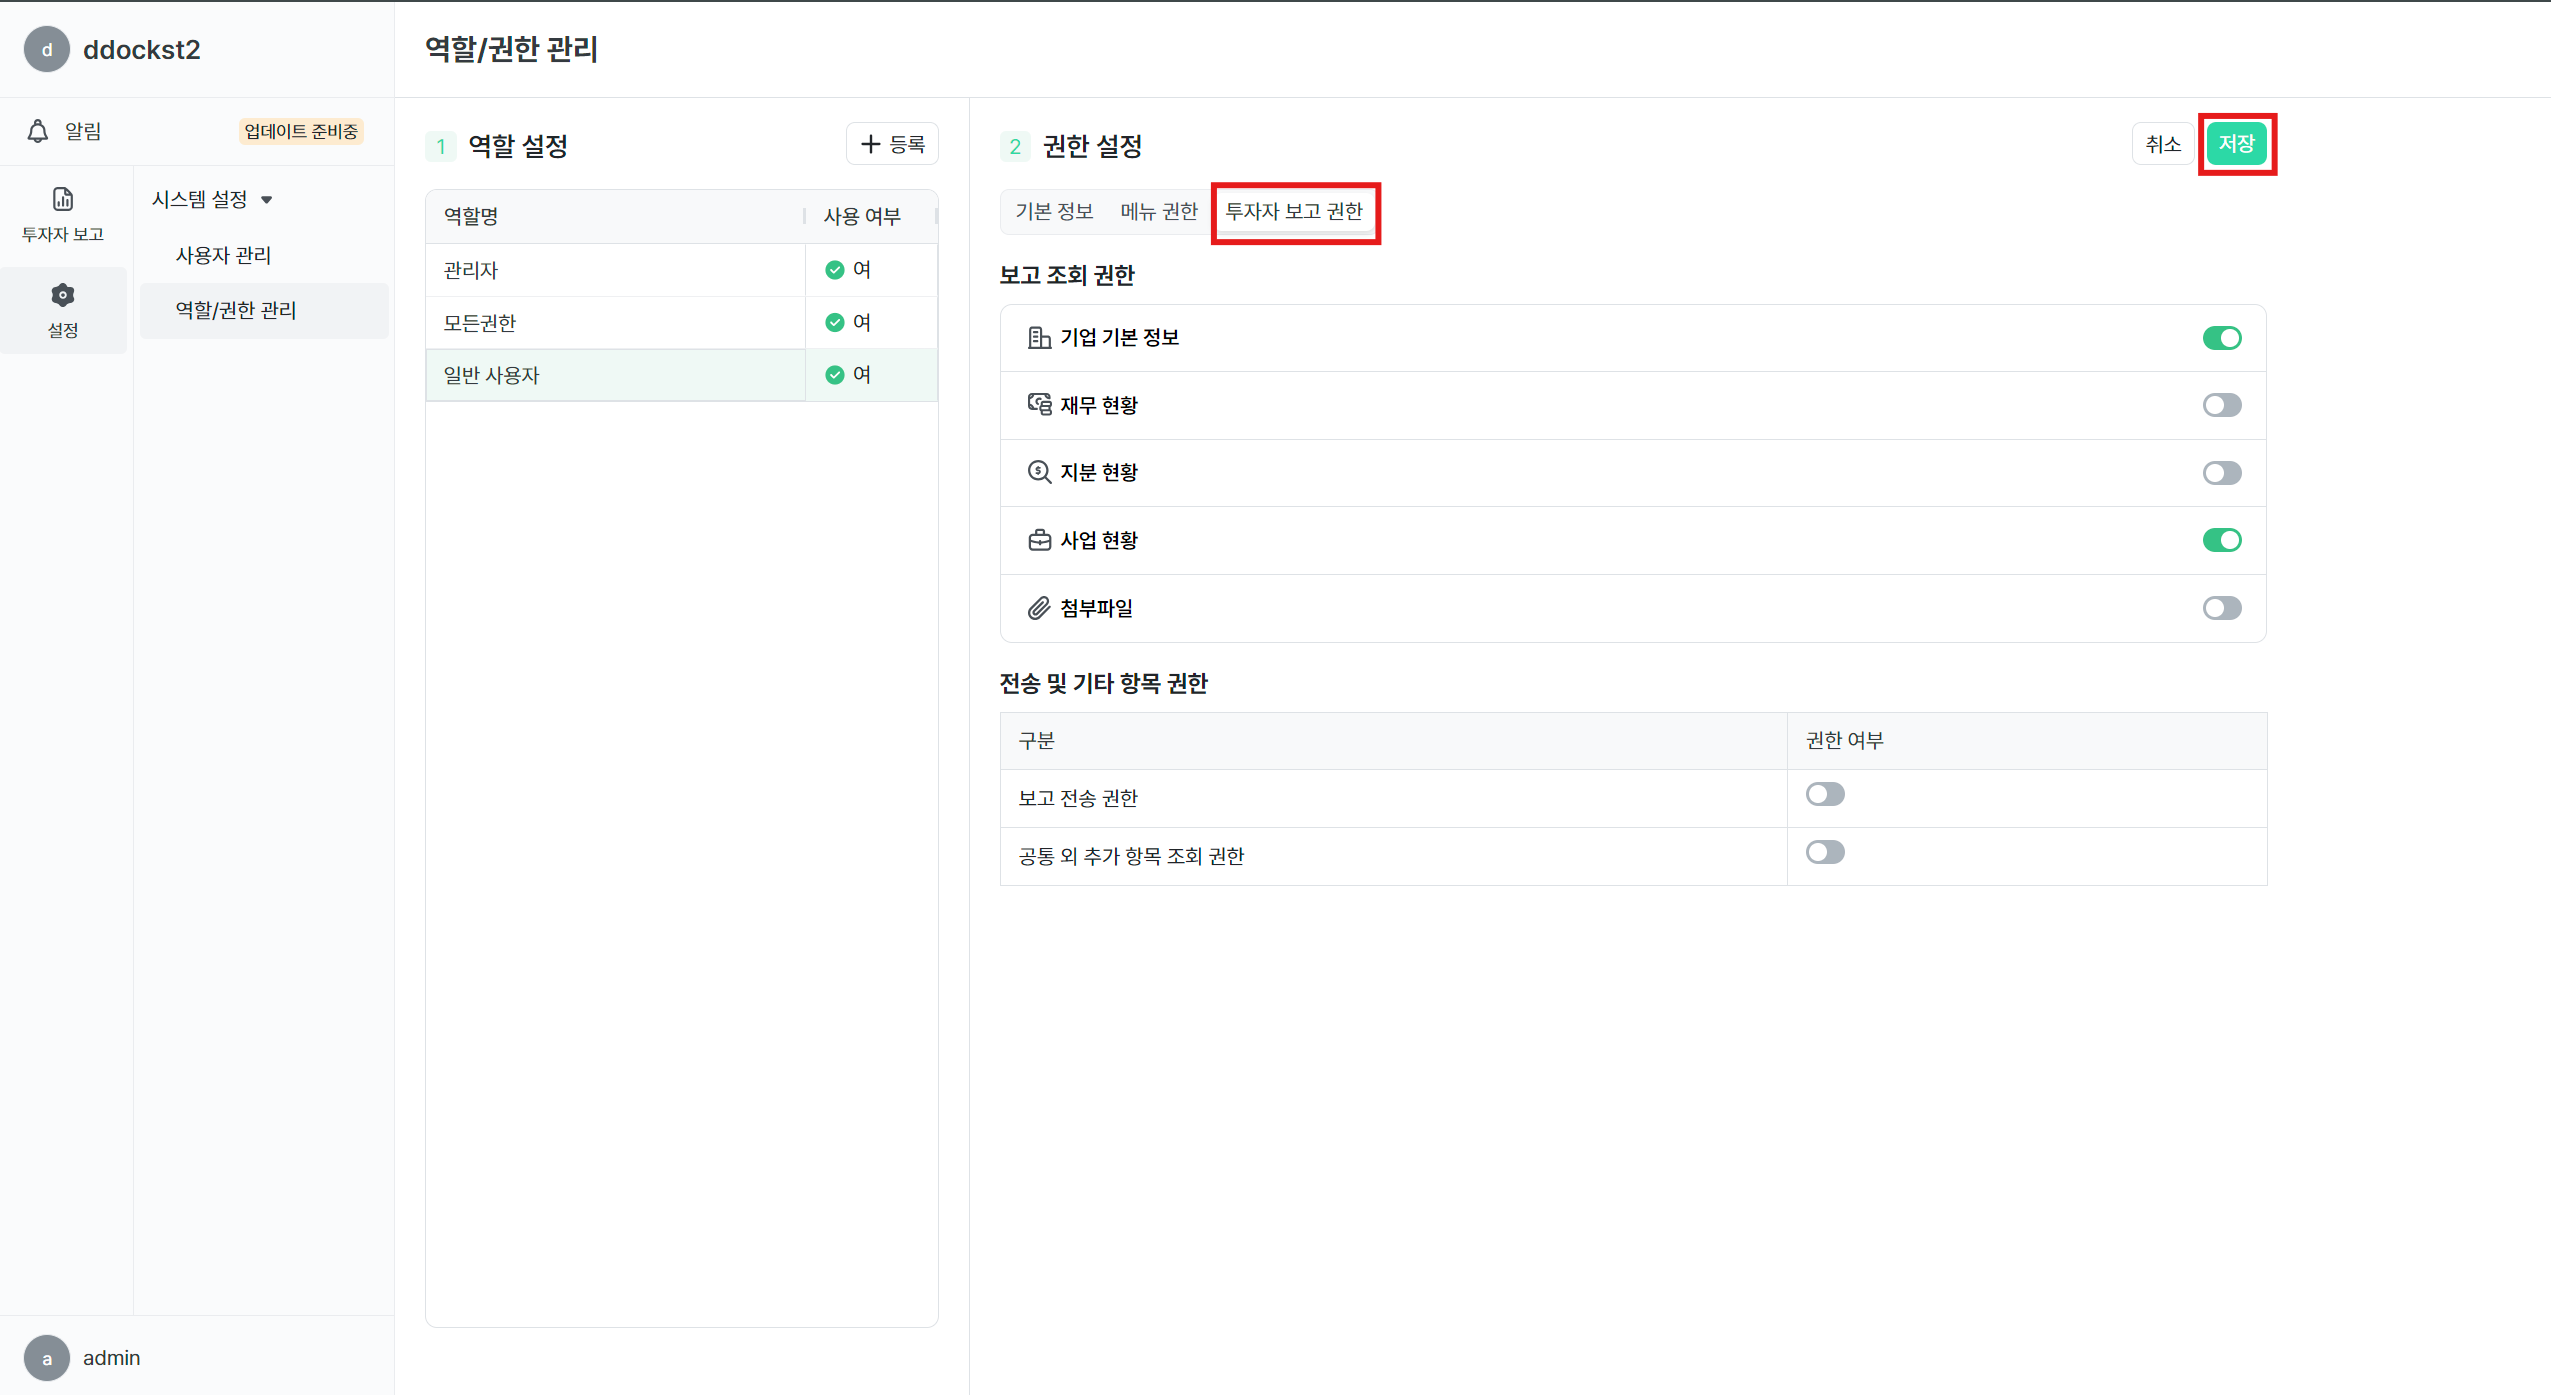 d ddockst2
역할/권한 관리
알림 업데이트 준비중
투자자 보고
설정
시스템 설정
사용자 관리
역할/권한 관리
1 역할 설정
등록
역할명 사용 여부
관리자 여
모든권한 여
일반 사용자 여
2 권한 설정
취소 저장
기본 정보 메뉴 권한 투자자 보고 권한
보고 조회 권한
기업 기본 정보
재무 현황
지분 현황
사업 현황
첨부파일
전송 및 기타 항목 권한
구분 권한 여부
보고 전송 권한
공통 외 추가 항목 조회 권한
a admin